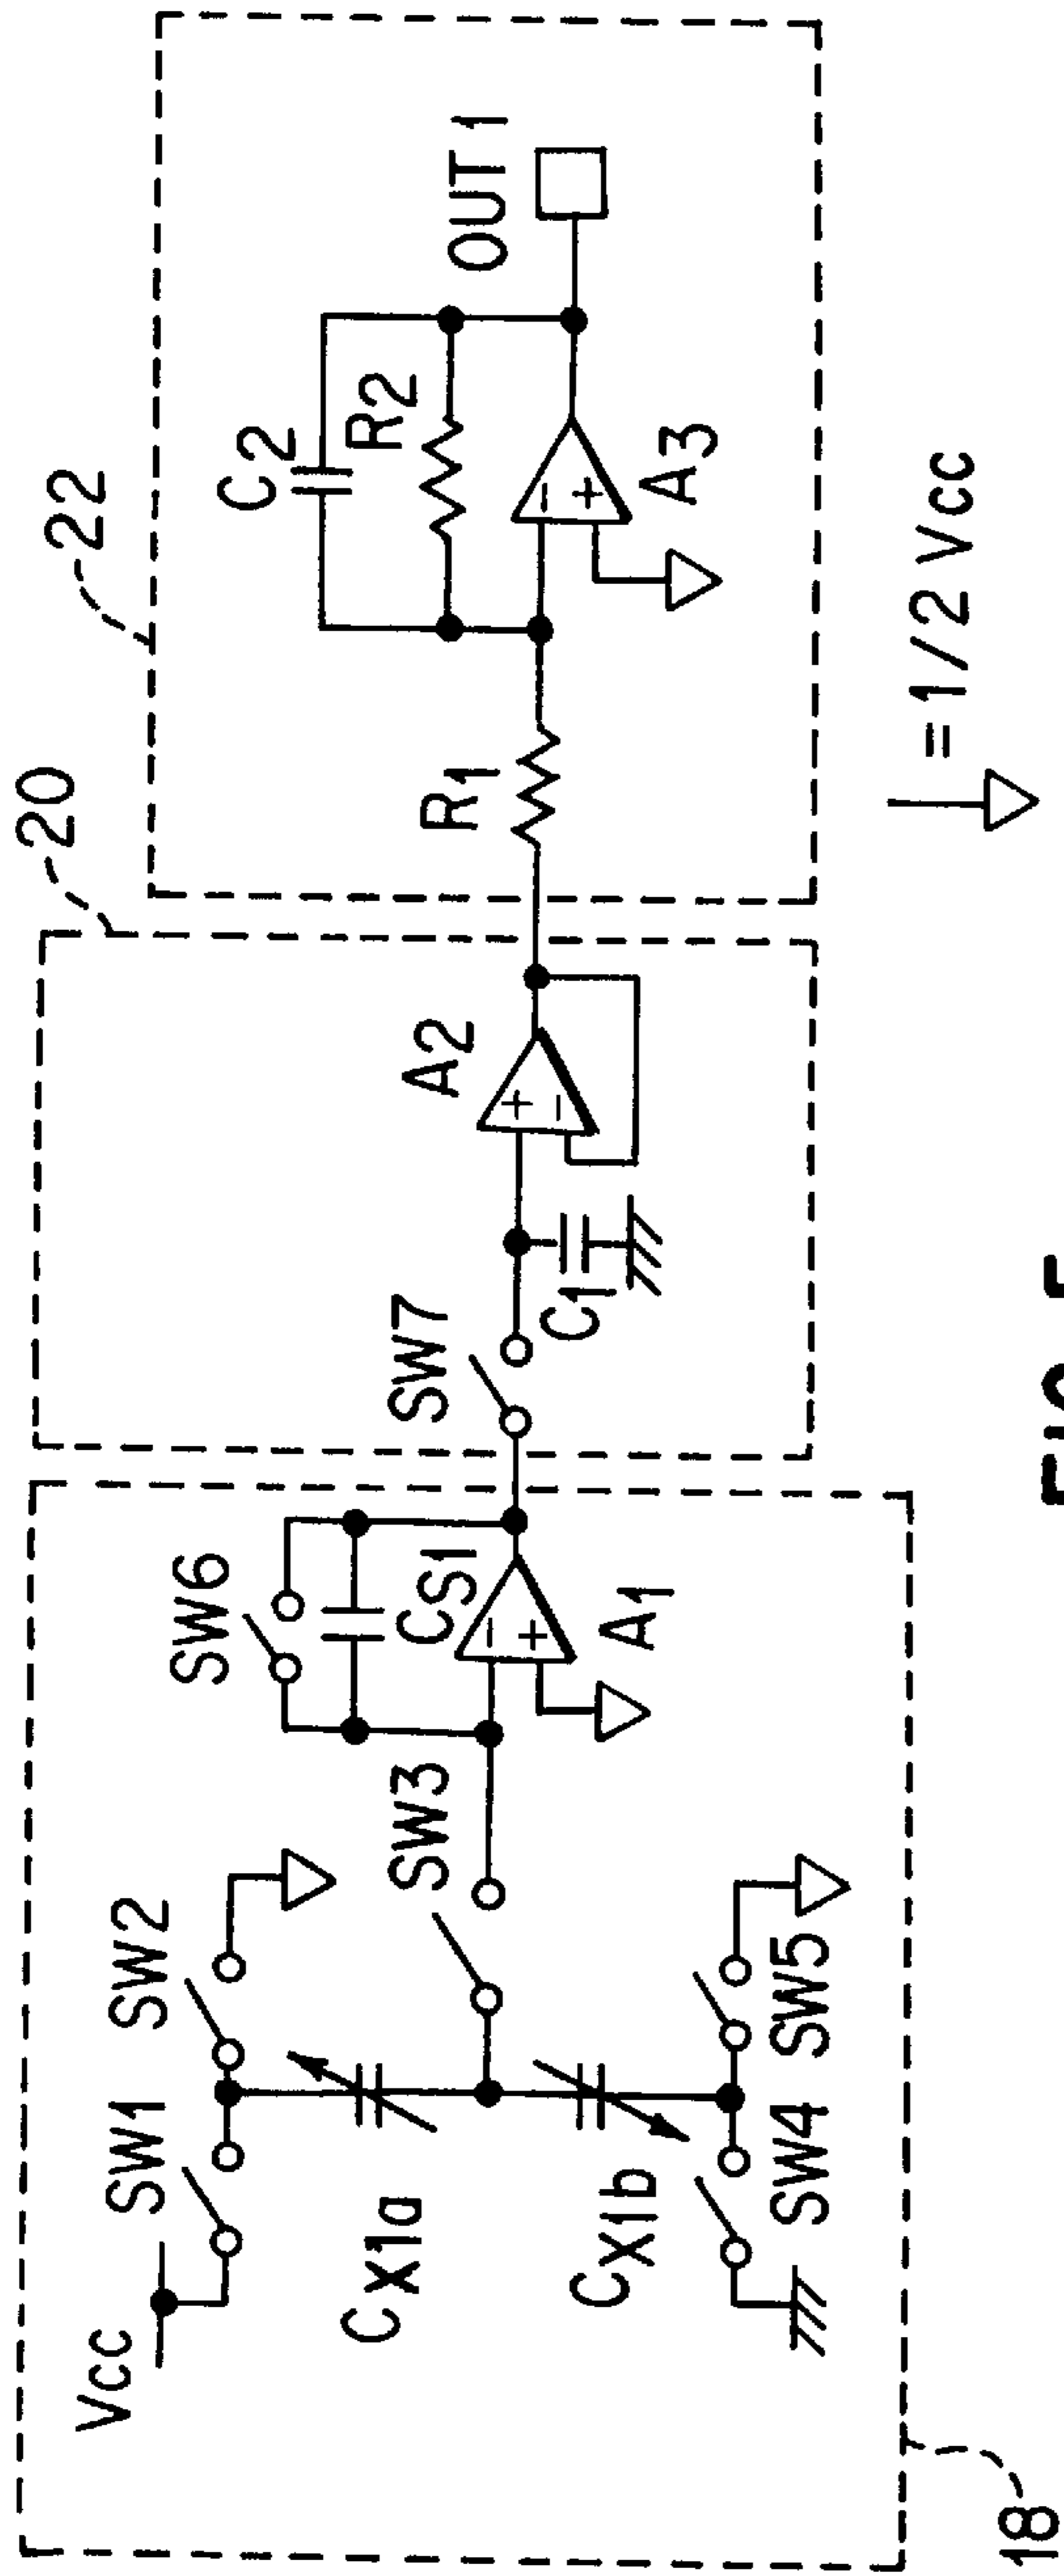 18
20
22
Vcc
SW1
SW2
SW6
CX1a
SW3
CS1
A1
CX1b
SW4
SW5
SW7
C1
A2
R1
C2
R2
A3
OUT 1
= 1/2 Vcc